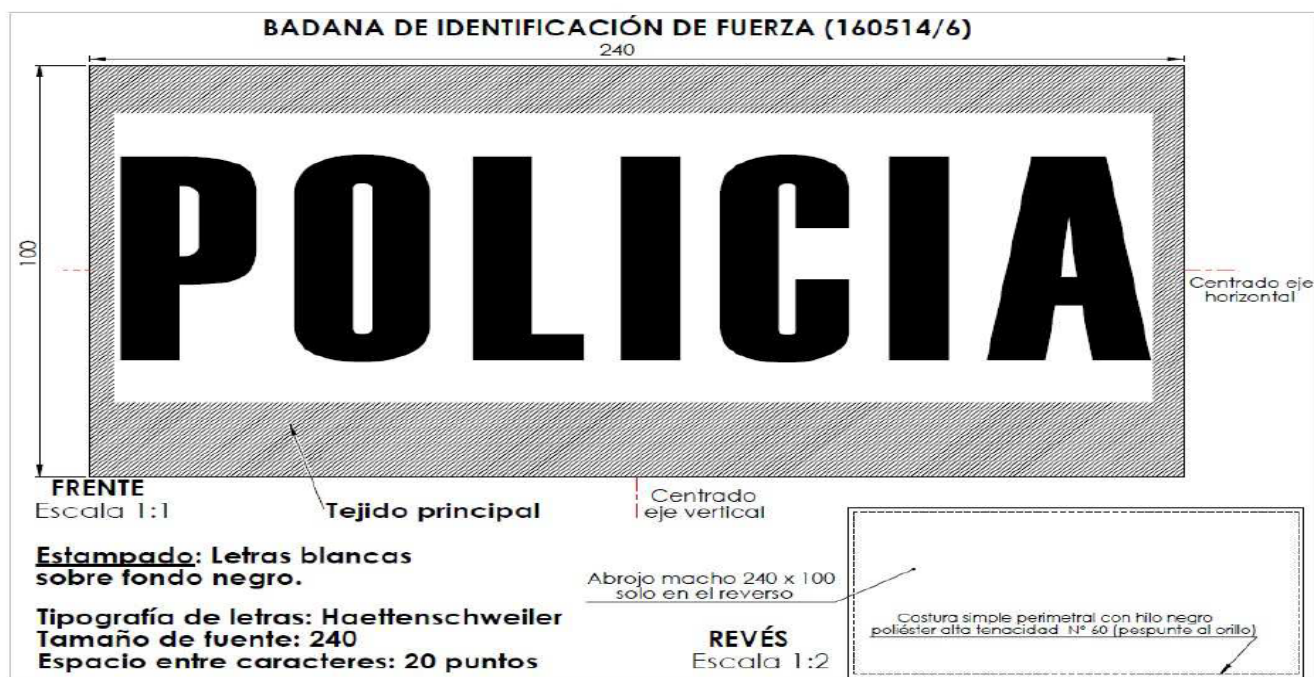 BADANA DE IDENTIFICACIÓN DE FUERZA (160514/6)
240
100
POLICIA
Centrado eje
horizontal
FRENTE
Escala 1:1
Tejido principal
Centrado
eje vertical
Estampado: Letras blancas
sobre fondo negro.
Tipografía de letras: Haettenschweiler
Tamaño de fuente: 240
Espacio entre caracteres: 20 puntos
Abrojo macho 240 x 100
solo en el reverso
REVÉS
Escala 1:2
Costura simple perimetral con hilo negro
poliéster alta tenacidad N° 60 (pespunte al orillo)